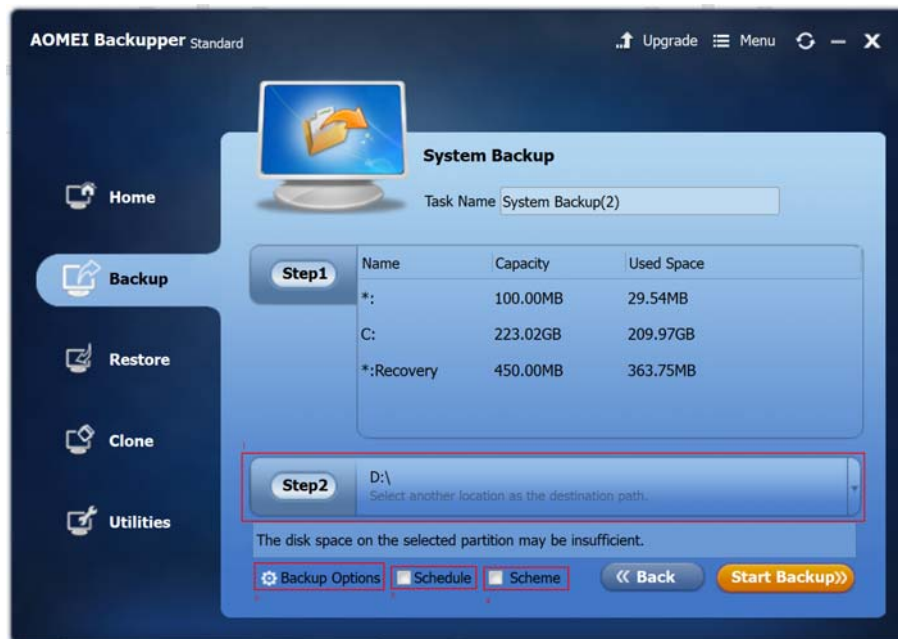 AOMEI Backupper Standard
Upgrade Menu
System Backup
Task Name System Backup(2)
Home
Backup
Restore
Clone
Utilities
Step1
Name Capacity Used Space
*: 100.00MB 29.54MB
C: 223.02GB 209.97GB
*:Recovery 450.00MB 363.75MB
1
Step2
D:\
Select another location as the destination path.
The disk space on the selected partition may be insufficient.
Backup Options Schedule Scheme Back Start Backup